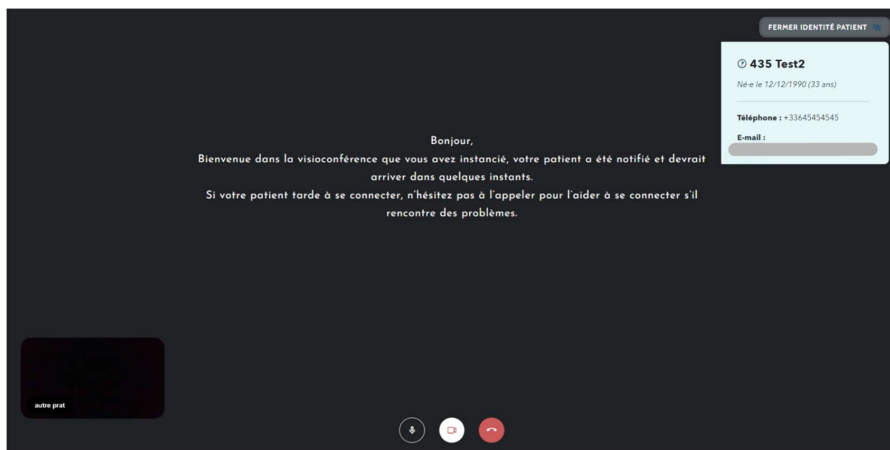 FERMER IDENTITÉ PATIENT
435 Test2
Né·e le 12/12/1990 (33 ans)
Téléphone : +33645454545
E-mail :
Bonjour,
Bienvenue dans la visioconférence que vous avez instancié, votre patient a été notifié et devrait
arriver dans quelques instants.
Si votre patient tarde à se connecter, n'hésitez pas à l'appeler pour l'aider à se connecter s'il
rencontre des problèmes.
autre prat